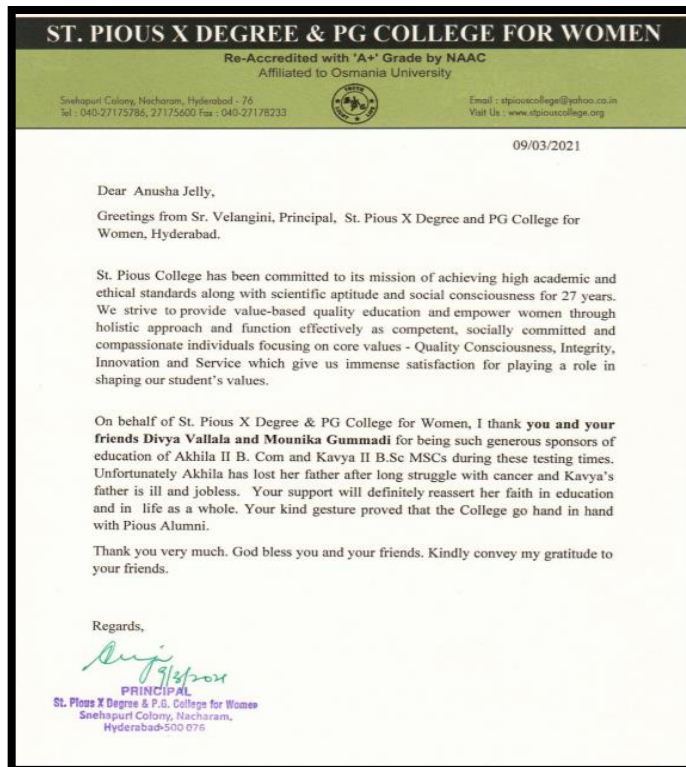 ST. PIOUS X DEGREE & PG COLLEGE FOR WOMEN
Re-Accredited with 'A+' Grade by NAAC
Affiliated to Osmania University
Snehapuri Colony, Nacharam, Hyderabad - 76
Tel : 040-27175786, 27175600 Fax : 040-27178233
TRUTH
LIGHT LIFE
Email : stpiouscollege@yahoo.co.in
Visit Us : www.stpiouscollege.org
09/03/2021
Dear Anusha Jelly,
Greetings from Sr. Velangini, Principal, St. Pious X Degree and PG College for
Women, Hyderabad.
St. Pious College has been committed to its mission of achieving high academic and
ethical standards along with scientific aptitude and social consciousness for 27 years.
We strive to provide value-based quality education and empower women through
holistic approach and function effectively as competent, socially committed and
compassionate individuals focusing on core values - Quality Consciousness, Integrity,
Innovation and Service which give us immense satisfaction for playing a role in
shaping our student's values.
On behalf of St. Pious X Degree & PG College for Women, I thank you and your
friends Divya Vallala and Mounika Gummadi for being such generous sponsors of
education of Akhila II B. Com and Kavya II B.Sc MSCs during these testing times.
Unfortunately Akhila has lost her father after long struggle with cancer and Kavya's
father is ill and jobless. Your support will definitely reassert her faith in education
and in life as a whole. Your kind gesture proved that the College go hand in hand
with Pious Alumni.
Thank you very much. God bless you and your friends. Kindly convey my gratitude to
your friends.
Regards,
9/3/2021
PRINCIPAL
St. Pious X Degree & P.G. College for Women
Snehapuri Colony, Nacharam,
Hyderabad-500 076